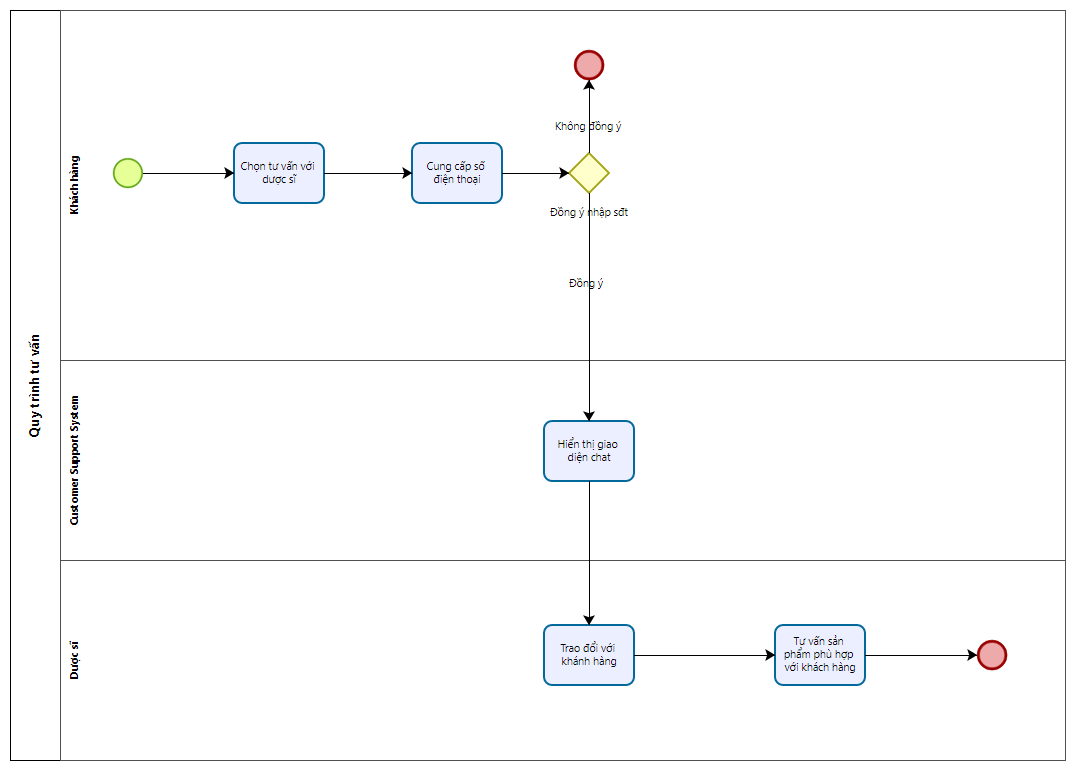 Quy trình tư vấn
Khách hàng
Không đồng ý
Chọn tư vấn với
dược sĩ
Cung cấp số
điện thoại
Đồng ý nhập sđt
Đồng ý
Customer Support System
Hiển thị giao
diện chat
Dược sĩ
Trao đổi với
khánh hàng
Tư vấn sản
phẩm phù hợp
với khách hàng